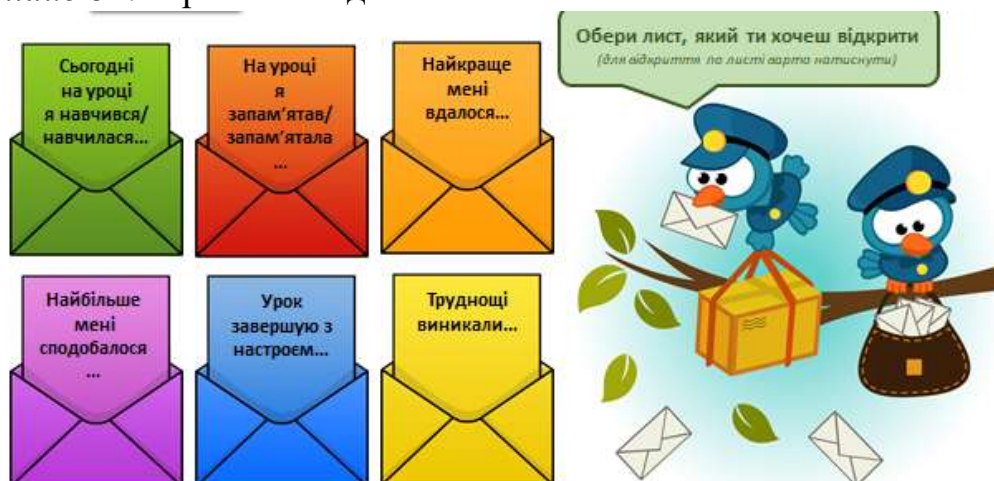 Сьогодні
на уроці
я навчився/
навчилася...
На уроці
я
запам'ятав/
запам'ятала
...
Найкраще
мені
вдалося...
Обери лист, який ти хочеш відкрити
(для відкриття по листі варто натиснути)
Найбільше
мені
сподобалося
...
Урок
завершую з
настроєм...
Труднощі
виникали...